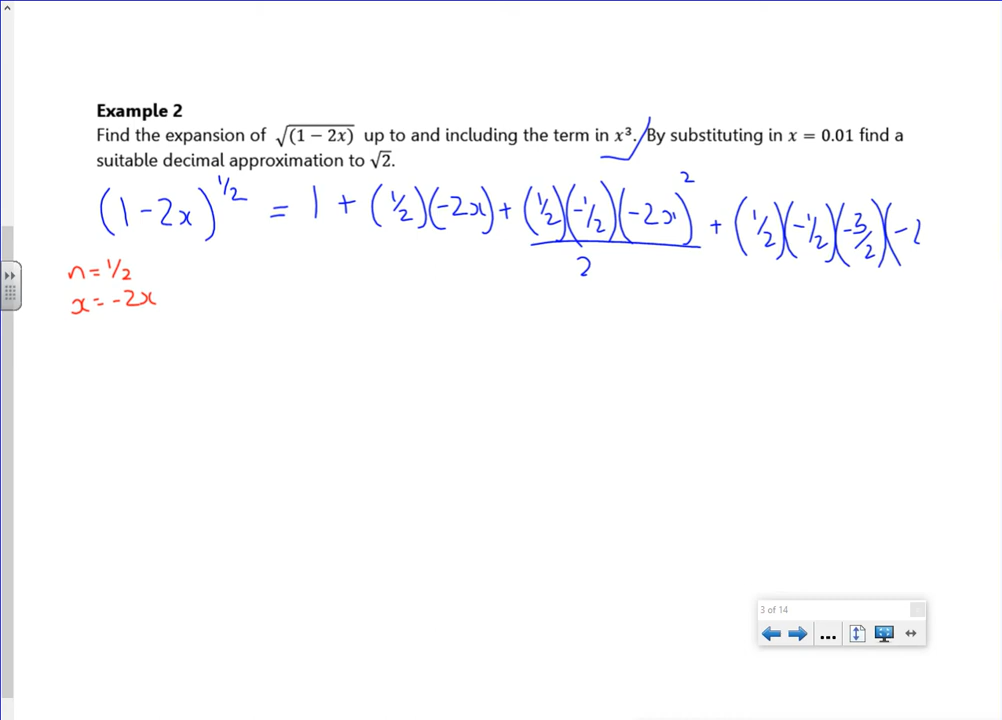 Example 2
Find the expansion of √(1 − 2x) up to and including the term in x³. By substituting in x = 0.01 find a
suitable decimal approximation to √2.
(1-2x)^½ = 1 + (½)(-2x) + (½)(-½)(-2x)²/2 + (½)(-½)(-3/2)(-2
n = ½
x = -2x
3 of 14
...